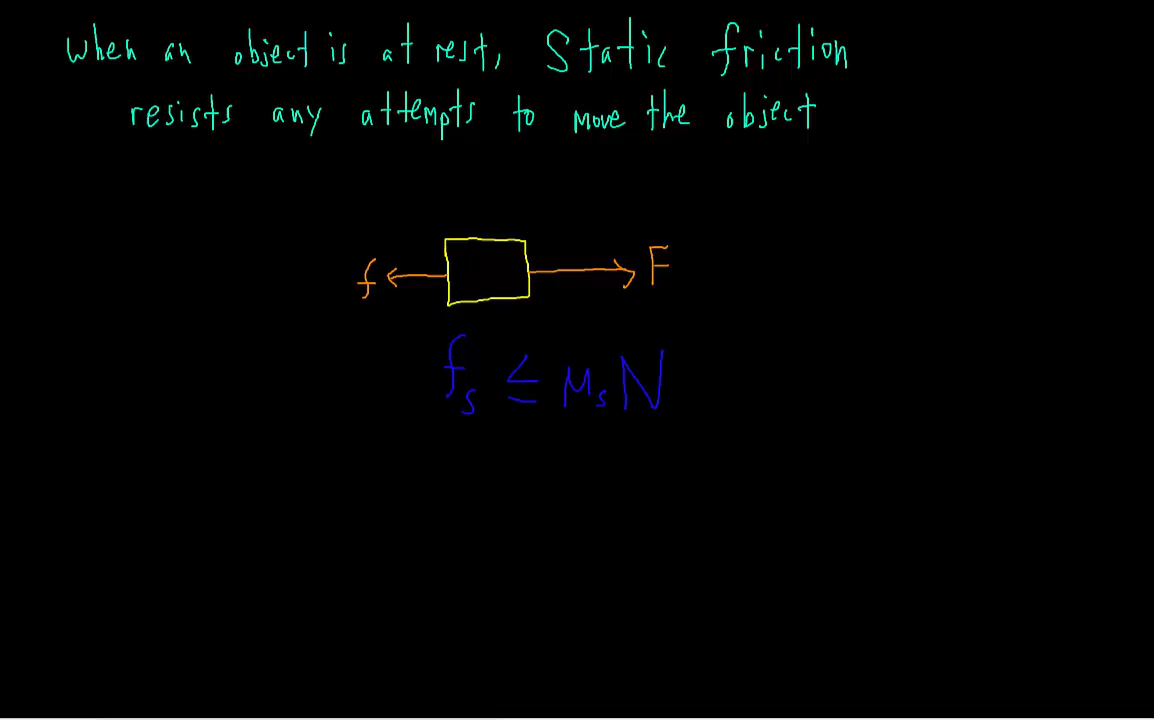 When an object is at rest, Static friction
resists any attempts to move the object
f F
fs ≤ μs N